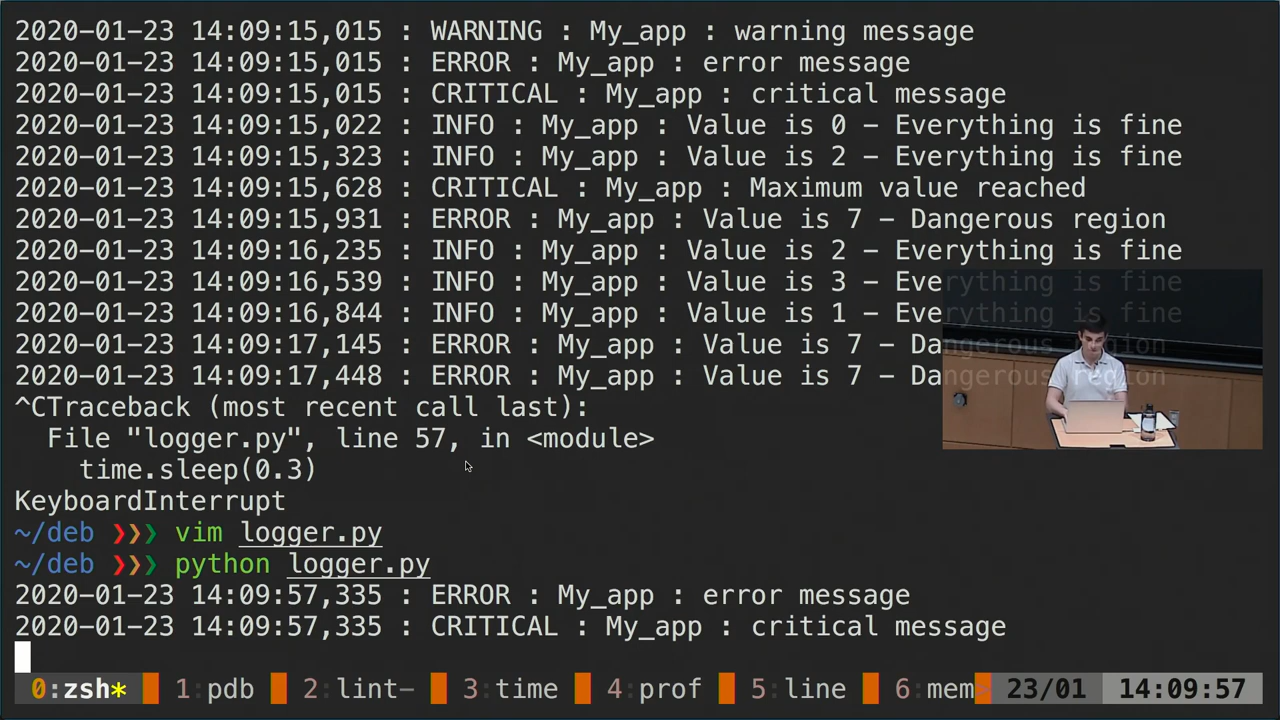 2020-01-23 14:09:15,015 : WARNING : My_app : warning message
2020-01-23 14:09:15,015 : ERROR : My_app : error message
2020-01-23 14:09:15,015 : CRITICAL : My_app : critical message
2020-01-23 14:09:15,022 : INFO : My_app : Value is 0 - Everything is fine
2020-01-23 14:09:15,323 : INFO : My_app : Value is 2 - Everything is fine
2020-01-23 14:09:15,628 : CRITICAL : My_app : Maximum value reached
2020-01-23 14:09:15,931 : ERROR : My_app : Value is 7 - Dangerous region
2020-01-23 14:09:16,235 : INFO : My_app : Value is 2 - Everything is fine
2020-01-23 14:09:16,539 : INFO : My_app : Value is 3 - Everything is fine
2020-01-23 14:09:16,844 : INFO : My_app : Value is 1 - Everything is fine
2020-01-23 14:09:17,145 : ERROR : My_app : Value is 7 - Dangerous region
2020-01-23 14:09:17,448 : ERROR : My_app : Value is 7 - Dangerous region
^CTraceback (most recent call last):
  File "logger.py", line 57, in <module>
    time.sleep(0.3)
KeyboardInterrupt
~/deb ❯❯❯ vim logger.py
~/deb ❯❯❯ python logger.py
2020-01-23 14:09:57,335 : ERROR : My_app : error message
2020-01-23 14:09:57,335 : CRITICAL : My_app : critical message
0:zsh* 1:pdb 2:lint- 3:time 4:prof 5:line 6:mem 23/01 14:09:57